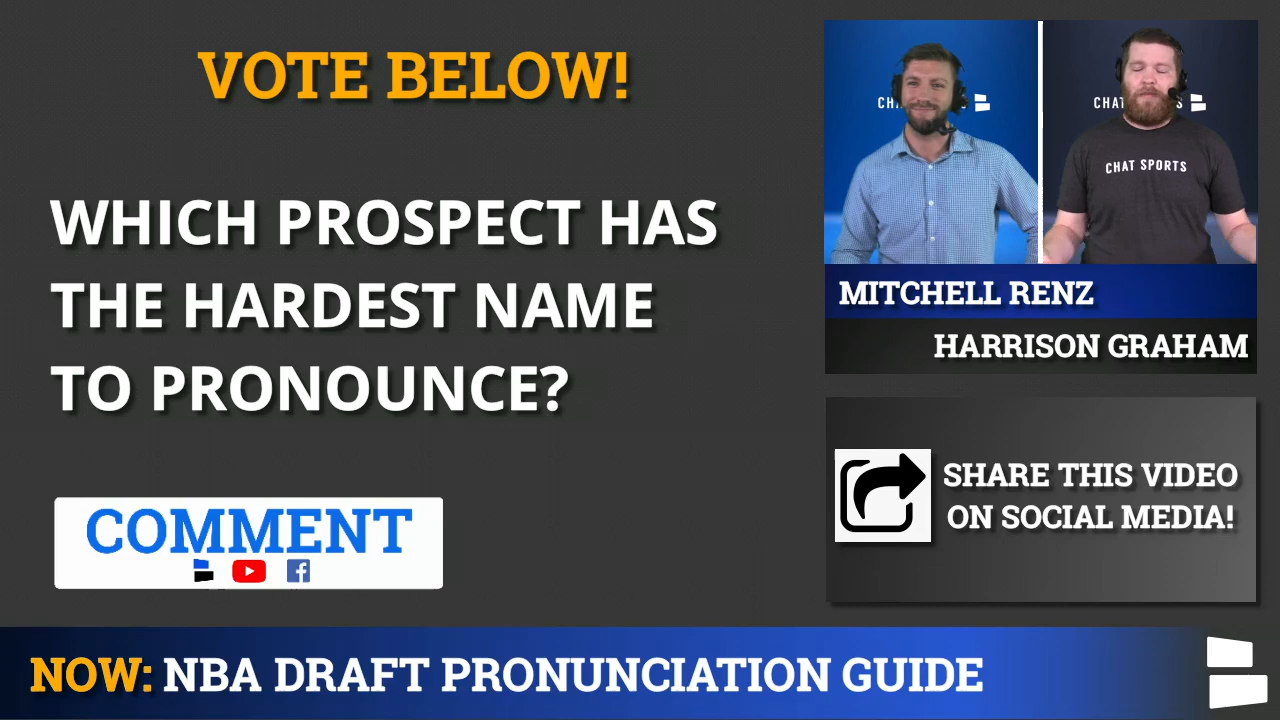 VOTE BELOW!
WHICH PROSPECT HAS
THE HARDEST NAME
TO PRONOUNCE?
COMMENT
CHAT SPORTS
MITCHELL RENZ
HARRISON GRAHAM
SHARE THIS VIDEO
ON SOCIAL MEDIA!
NOW: NBA DRAFT PRONUNCIATION GUIDE